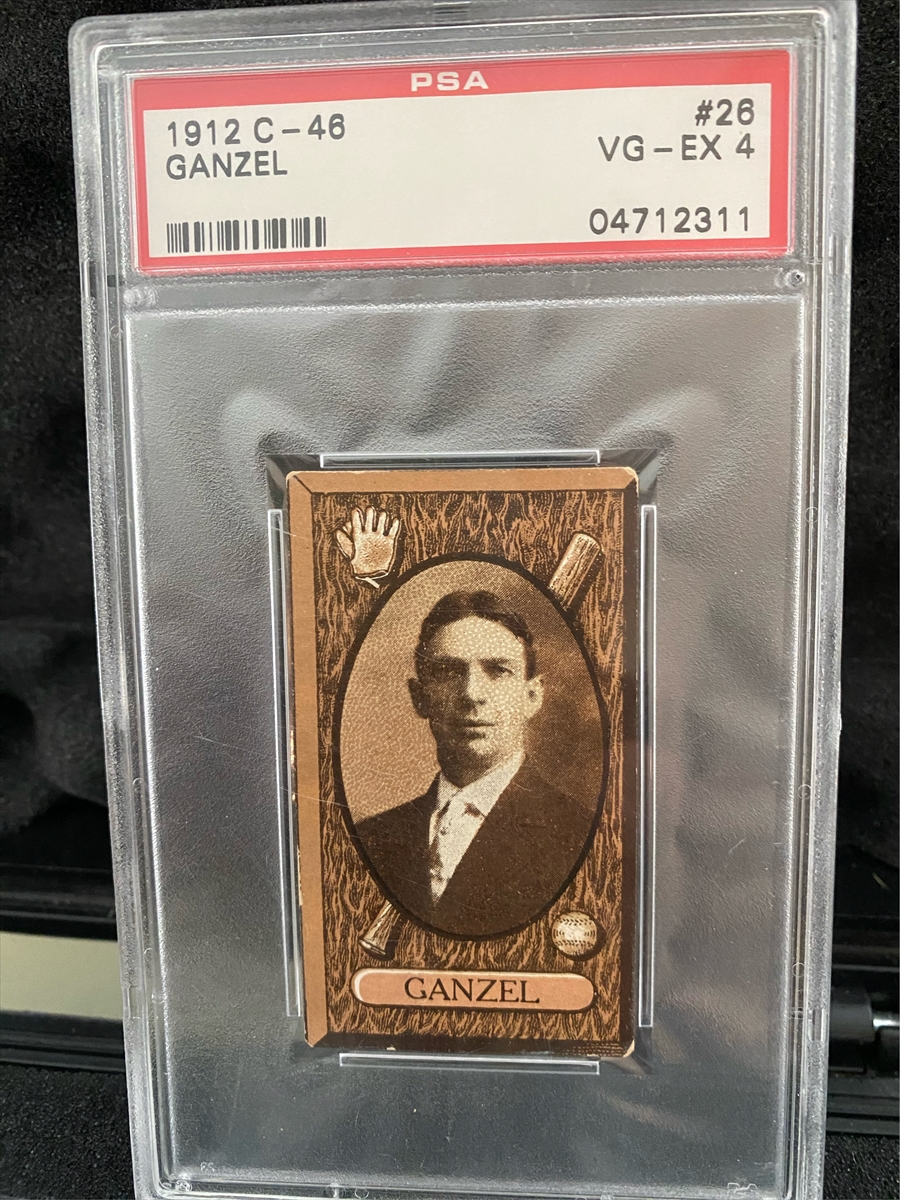 PSA
1912 C-46 #26
GANZEL VG-EX 4
04712311
GANZEL